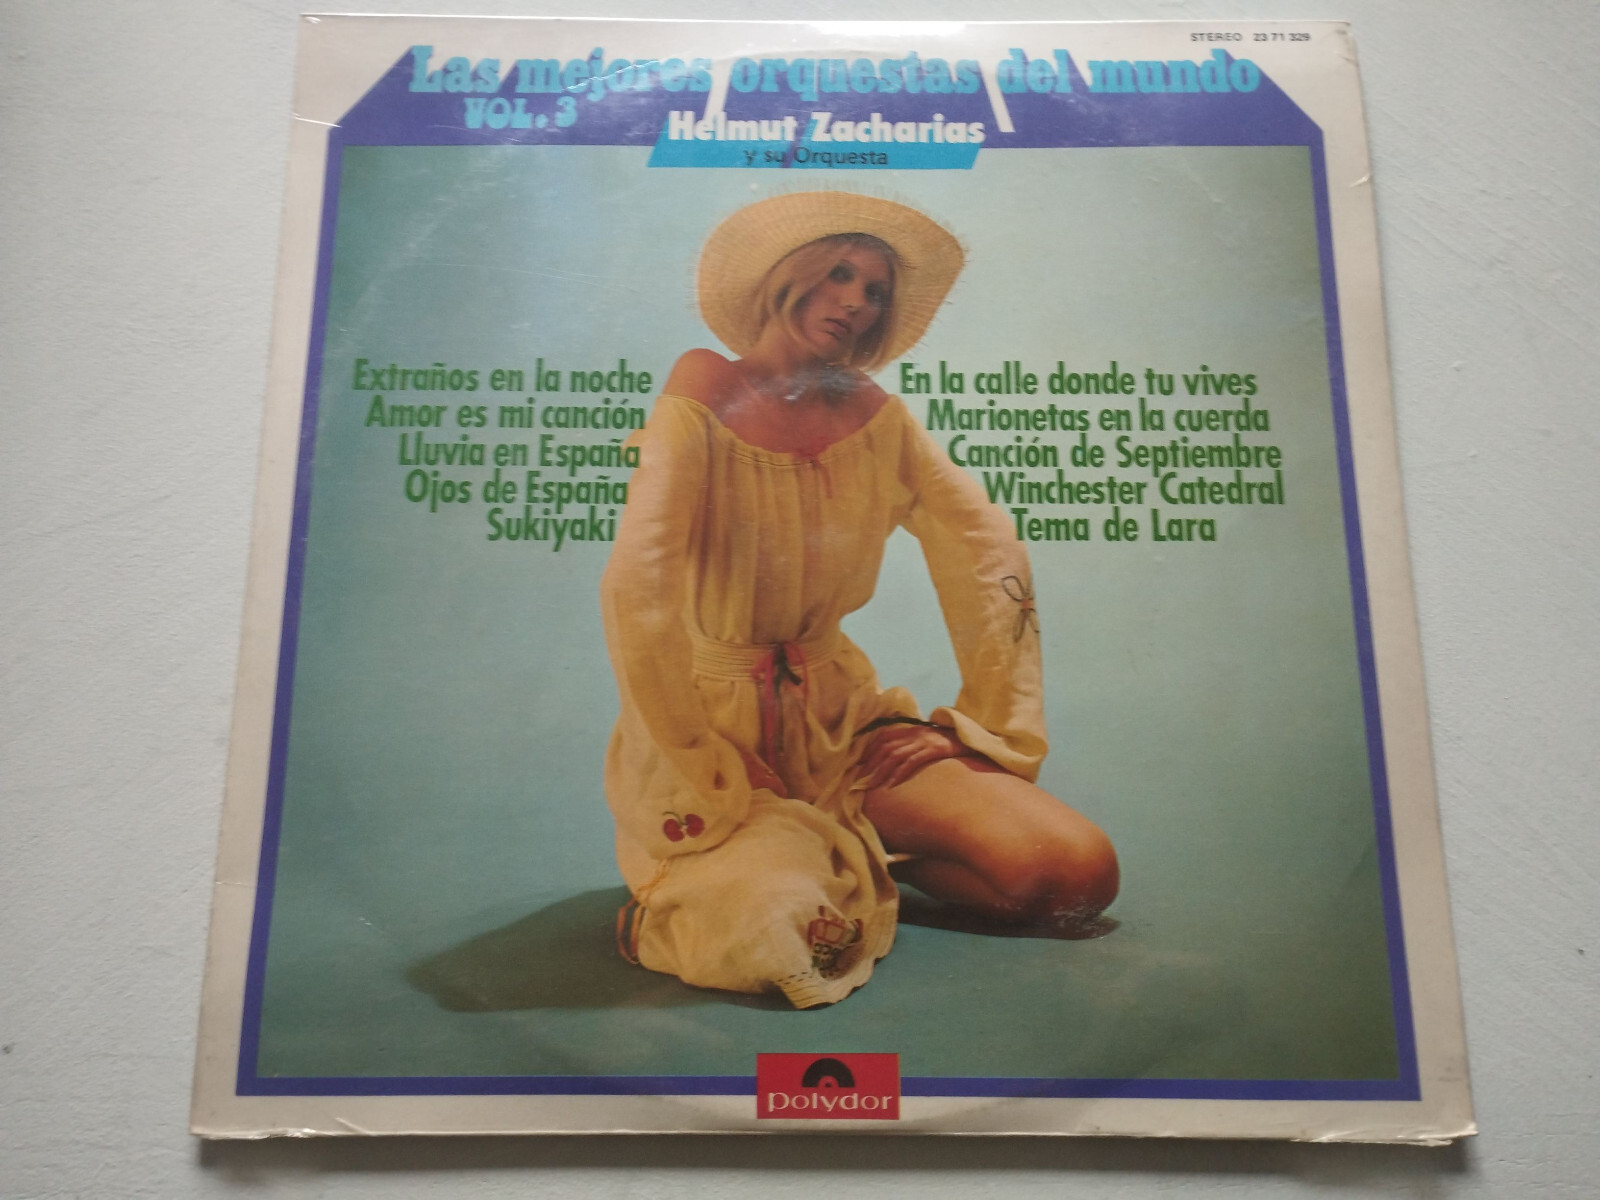 STEREO 23 71 329
Las mejores orquestas del mundo
VOL. 3
Helmut Zacharias
y su Orquesta
Extraños en la noche
Amor es mi canción
Lluvia en España
Ojos de España
Sukiyaki
En la calle donde tu vives
Marionetas en la cuerda
Canción de Septiembre
Winchester Catedral
Tema de Lara
polydor